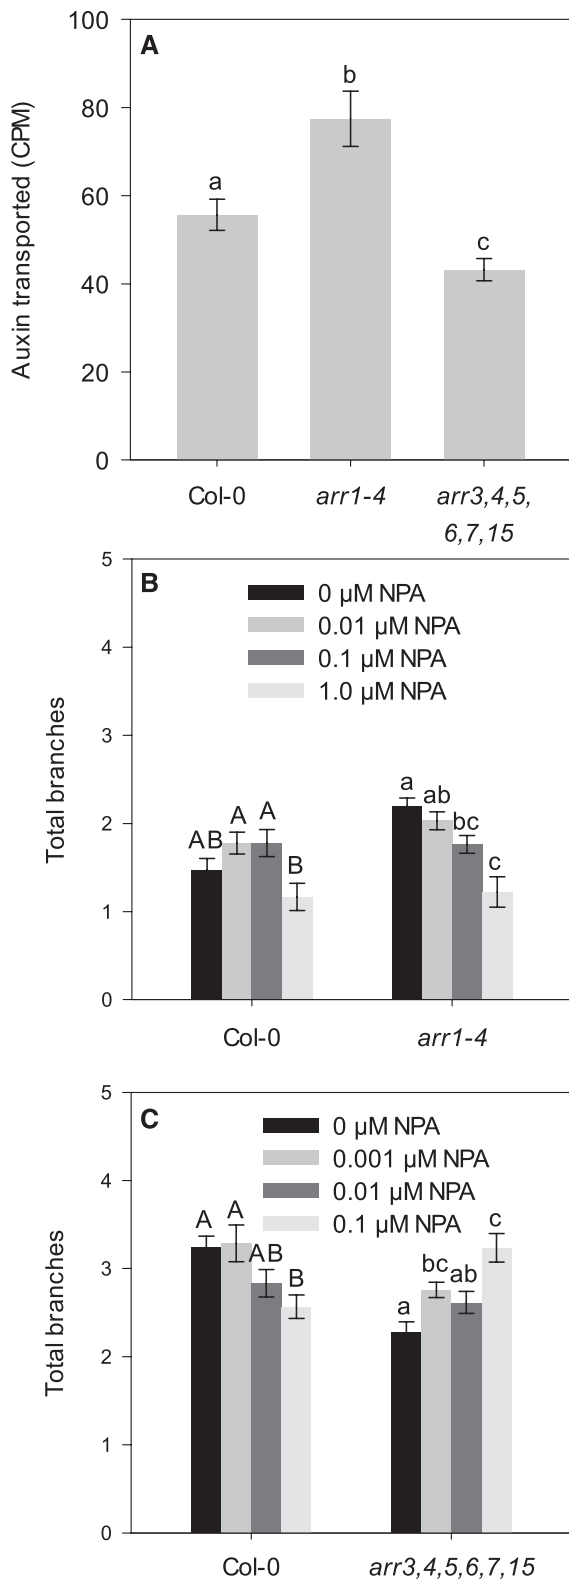 A
Auxin transported (CPM)
100
80
60
40
20
0
a
b
c
Col-0
arr1-4
arr3,4,5,
6,7,15
B
Total branches
5
4
3
2
1
0
0 µM NPA
0.01 µM NPA
0.1 µM NPA
1.0 µM NPA
AB
A
A
B
a
ab
bc
c
Col-0
arr1-4
C
Total branches
5
4
3
2
1
0
0 µM NPA
0.001 µM NPA
0.01 µM NPA
0.1 µM NPA
A
A
AB
B
a
bc
ab
c
Col-0
arr3,4,5,6,7,15